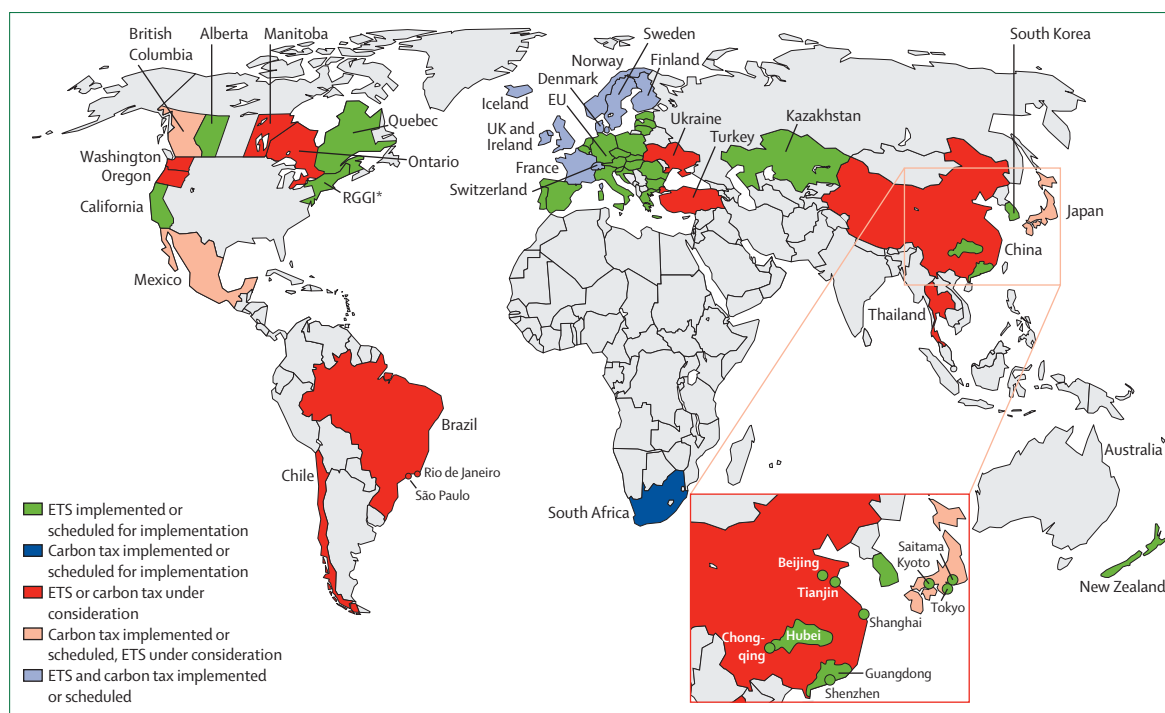 British
Columbia
Alberta
Manitoba
Sweden
Norway
Finland
Denmark
EU
South Korea
Iceland
Quebec
Kazakhstan
UK and
Ireland
Ukraine
Turkey
Ontario
Washington
Oregon
France
Switzerland
RGGI*
California
Japan
China
Mexico
Thailand
Brazil
Australia
Chile
Rio de Janeiro
São Paulo
South Africa
ETS implemented or
scheduled for implementation
Carbon tax implemented or
scheduled for implementation
ETS or carbon tax under
consideration
Carbon tax implemented or
scheduled, ETS under consideration
ETS and carbon tax implemented
or scheduled
Saitama
Beijing
Kyoto
Tianjin
Tokyo
New Zealand
Shanghai
Chong-
qing
Hubei
Guangdong
Shenzhen